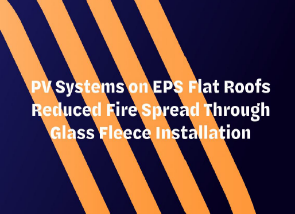 PV Systems on EPS Flat Roofs
Reduced Fire Spread Through
Glass Fleece Installation